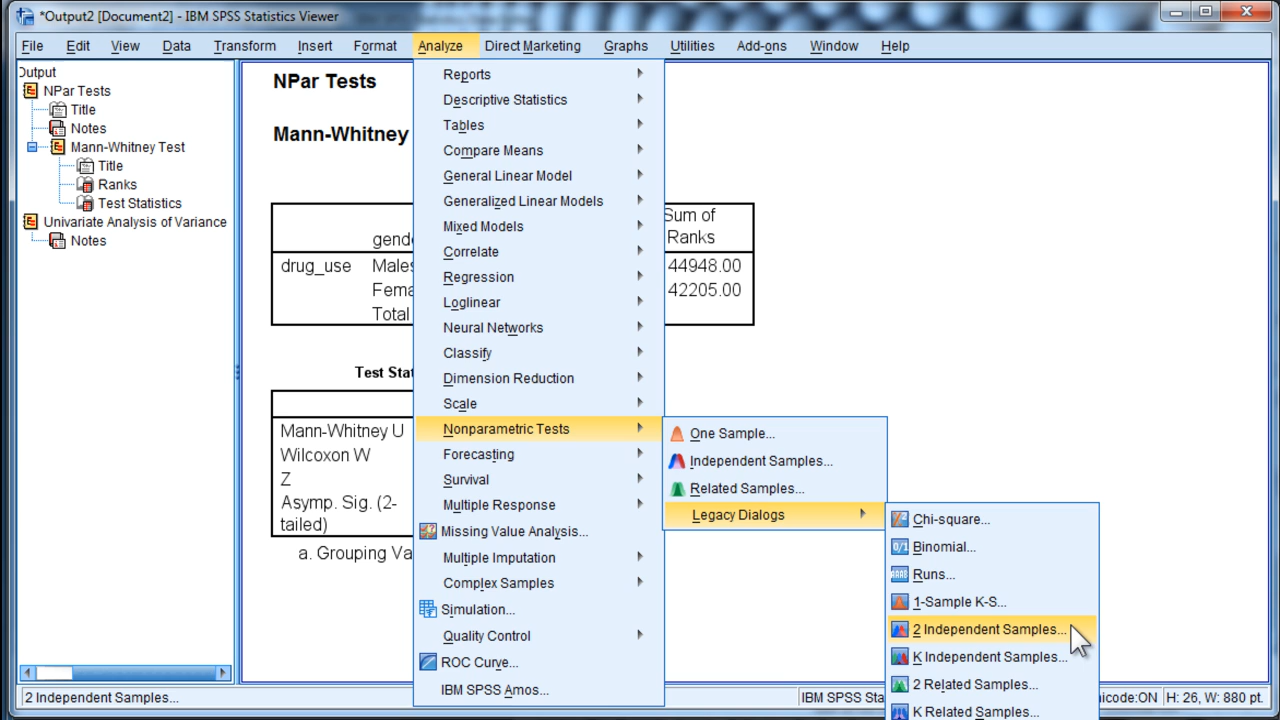 *Output2 [Document2] - IBM SPSS Statistics Viewer
File Edit View Data Transform Insert Format Analyze Direct Marketing Graphs Utilities Add-ons Window Help
Output
NPar Tests
Title
Notes
Mann-Whitney Test
Title
Ranks
Test Statistics
Univariate Analysis of Variance
Notes
NPar Tests
Mann-Whitney
Sum of
Ranks
drug_use Males 44948.00
42205.00
Total
Test Stat
Mann-Whitney U
Wilcoxon W
Z
Asymp. Sig. (2-
tailed)
a. Grouping Va
Reports
Descriptive Statistics
Tables
Compare Means
General Linear Model
Generalized Linear Models
Mixed Models
Correlate
Regression
Loglinear
Neural Networks
Classify
Dimension Reduction
Scale
Nonparametric Tests
Forecasting
Survival
Multiple Response
Missing Value Analysis...
Multiple Imputation
Complex Samples
Simulation...
Quality Control
ROC Curve...
IBM SPSS Amos...
One Sample...
Independent Samples...
Related Samples...
Legacy Dialogs
Chi-square...
Binomial...
Runs...
1-Sample K-S...
2 Independent Samples...
K Independent Samples...
2 Related Samples...
K Related Samples...
2 Independent Samples...
IBM SPSS Sta
nicode:ON H: 26, W: 880 pt.